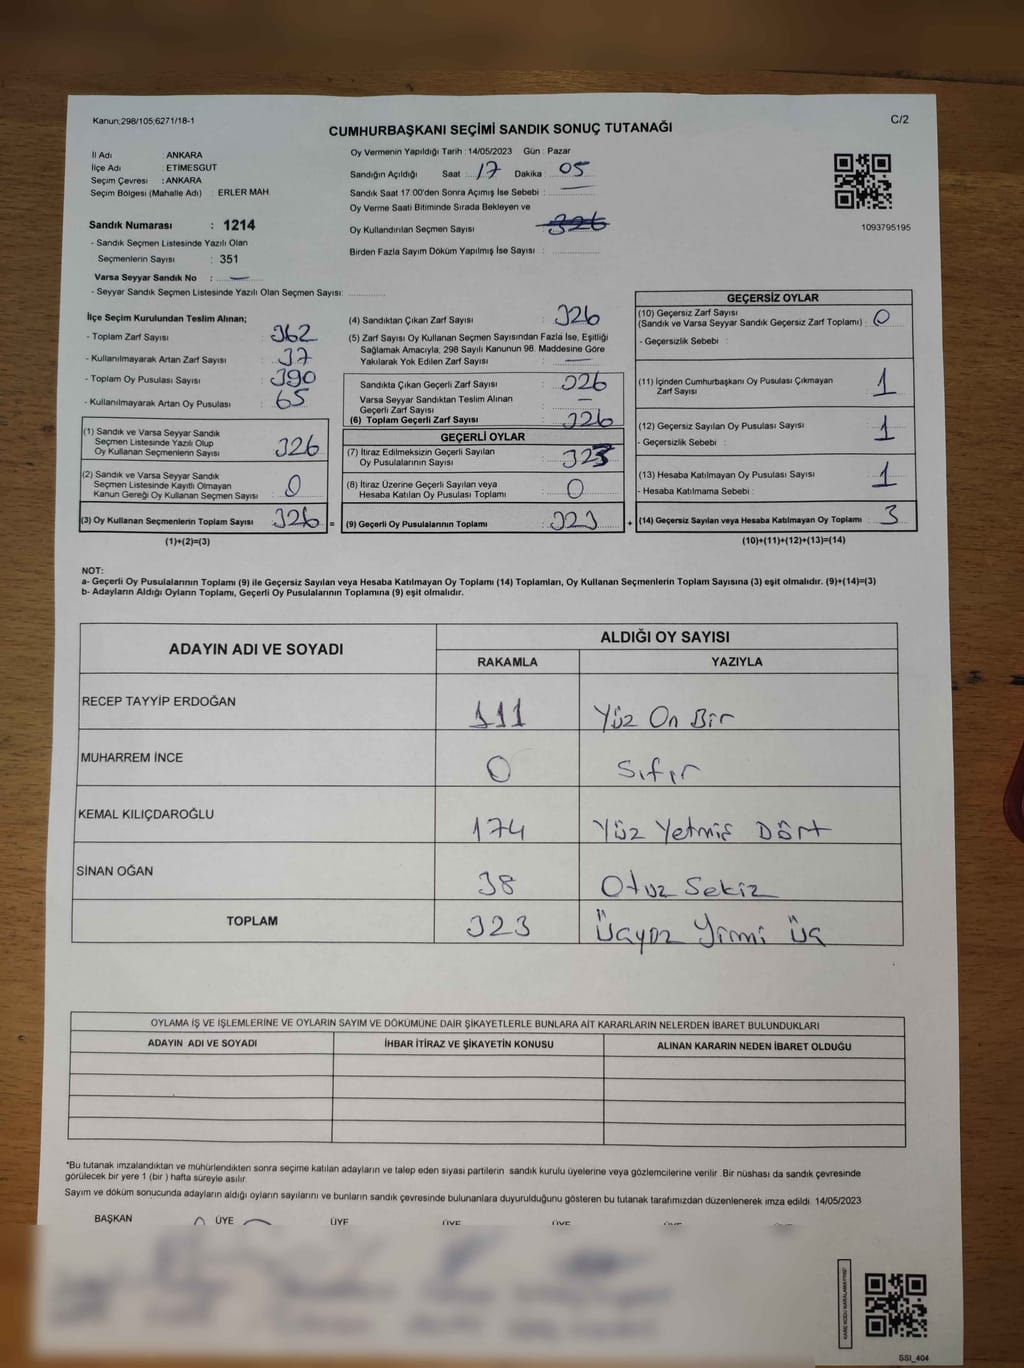 Kanun;298/105;6271/18-1
C/2
CUMHURBAŞKANI SEÇİMİ SANDIK SONUÇ TUTANAĞI
İl Adı : ANKARA
İlçe Adı : ETİMESGUT
Seçim Çevresi : ANKARA
Seçim Bölgesi (Mahalle Adı) : ERLER MAH.
Sandık Numarası : 1214
- Sandık Seçmen Listesinde Yazılı Olan
Seçmenlerin Sayısı : 351
Varsa Seyyar Sandık No : —
- Seyyar Sandık Seçmen Listesinde Yazılı Olan Seçmen Sayısı:
Oy Vermenin Yapıldığı Tarih : 14/05/2023 Gün : Pazar
Sandığın Açıldığı Saat : 17 Dakika : 05
Sandık Saat 17:00'den Sonra Açımış İse Sebebi : —
Oy Verme Saati Bitiminde Sırada Bekleyen ve
Oy Kullandırılan Seçmen Sayısı : 326
Birden Fazla Sayım Döküm Yapılmış İse Sayısı :
1093795195
İlçe Seçim Kurulundan Teslim Alınan;
- Toplam Zarf Sayısı : 362
- Kullanılmayarak Artan Zarf Sayısı : 37
- Toplam Oy Pusulası Sayısı : 390
- Kullanılmayarak Artan Oy Pusulası : 65
(1) Sandık ve Varsa Seyyar Sandık
Seçmen Listesinde Yazılı Olup
Oy Kullanan Seçmenlerin Sayısı : 326
(2) Sandık ve Varsa Seyyar Sandık
Seçmen Listesinde Kayıtlı Olmayan
Kanun Gereği Oy Kullanan Seçmen Sayısı : 0
(3) Oy Kullanan Seçmenlerin Toplam Sayısı : 326 =
(1)+(2)=(3)
(4) Sandıktan Çıkan Zarf Sayısı : 326
(5) Zarf Sayısı Oy Kullanan Seçmen Sayısından Fazla İse, Eşitliği
Sağlamak Amacıyla, 298 Sayılı Kanunun 98. Maddesine Göre
Yakılarak Yok Edilen Zarf Sayısı : —
Sandıkta Çıkan Geçerli Zarf Sayısı : 326
Varsa Seyyar Sandıktan Teslim Alınan
Geçerli Zarf Sayısı : —
(6) Toplam Geçerli Zarf Sayısı : 326
GEÇERLİ OYLAR
(7) İtiraz Edilmeksizin Geçerli Sayılan
Oy Pusulalarının Sayısı : 323
(8) İtiraz Üzerine Geçerli Sayılan veya
Hesaba Katılan Oy Pusulası Toplamı : 0
(9) Geçerli Oy Pusulalarının Toplamı : 323 +
GEÇERSİZ OYLAR
(10) Geçersiz Zarf Sayısı
(Sandık ve Varsa Seyyar Sandık Geçersiz Zarf Toplamı) : 0
- Geçersizlik Sebebi :
(11) İçinden Cumhurbaşkanı Oy Pusulası Çıkmayan
Zarf Sayısı : 1
(12) Geçersiz Sayılan Oy Pusulası Sayısı : 1
- Geçersizlik Sebebi :
(13) Hesaba Katılmayan Oy Pusulası Sayısı : 1
- Hesaba Katılmama Sebebi :
(14) Geçersiz Sayılan veya Hesaba Katılmayan Oy Toplamı : 3
(10)+(11)+(12)+(13)=(14)
NOT:
a- Geçerli Oy Pusulalarının Toplamı (9) ile Geçersiz Sayılan veya Hesaba Katılmayan Oy Toplamı (14) Toplamları, Oy Kullanan Seçmenlerin Toplam Sayısına (3) eşit olmalıdır. (9)+(14)=(3)
b- Adayların Aldığı Oyların Toplamı, Geçerli Oy Pusulalarının Toplamına (9) eşit olmalıdır.
ADAYIN ADI VE SOYADI ALDIĞI OY SAYISI
RAKAMLA YAZIYLA
RECEP TAYYİP ERDOĞAN 111 Yüz On Bir
MUHARREM İNCE 0 Sıfır
KEMAL KILIÇDAROĞLU 174 Yüz Yetmiş Dört
SİNAN OĞAN 38 Otuz Sekiz
TOPLAM 323 Üçyüz Yirmi Üç
OYLAMA İŞ VE İŞLEMLERİNE VE OYLARIN SAYIM VE DÖKÜMÜNE DAİR ŞİKAYETLERLE BUNLARA AİT KARARLARIN NELERDEN İBARET BULUNDUKLARI
ADAYIN ADI VE SOYADI İHBAR İTİRAZ VE ŞİKAYETİN KONUSU ALINAN KARARIN NEDEN İBARET OLDUĞU
"Bu tutanak imzalandıktan ve mühürlendikten sonra seçime katılan adayların ve talep eden siyasi partilerin sandık kurulu üyelerine veya gözlemcilerine verilir .Bir nüshası da sandık çevresinde
görülecek bir yere 1 (bir ) hafta süreyle asılır.
Sayım ve döküm sonucunda adayların aldığı oyların sayılarını ve bunların sandık çevresinde bulunanlara duyurulduğunu gösteren bu tutanak tarafımızdan düzenlenerek imza edildi. 14/05/2023
BAŞKAN ÜYE ÜYE ÜYE ÜYE
SSI_404